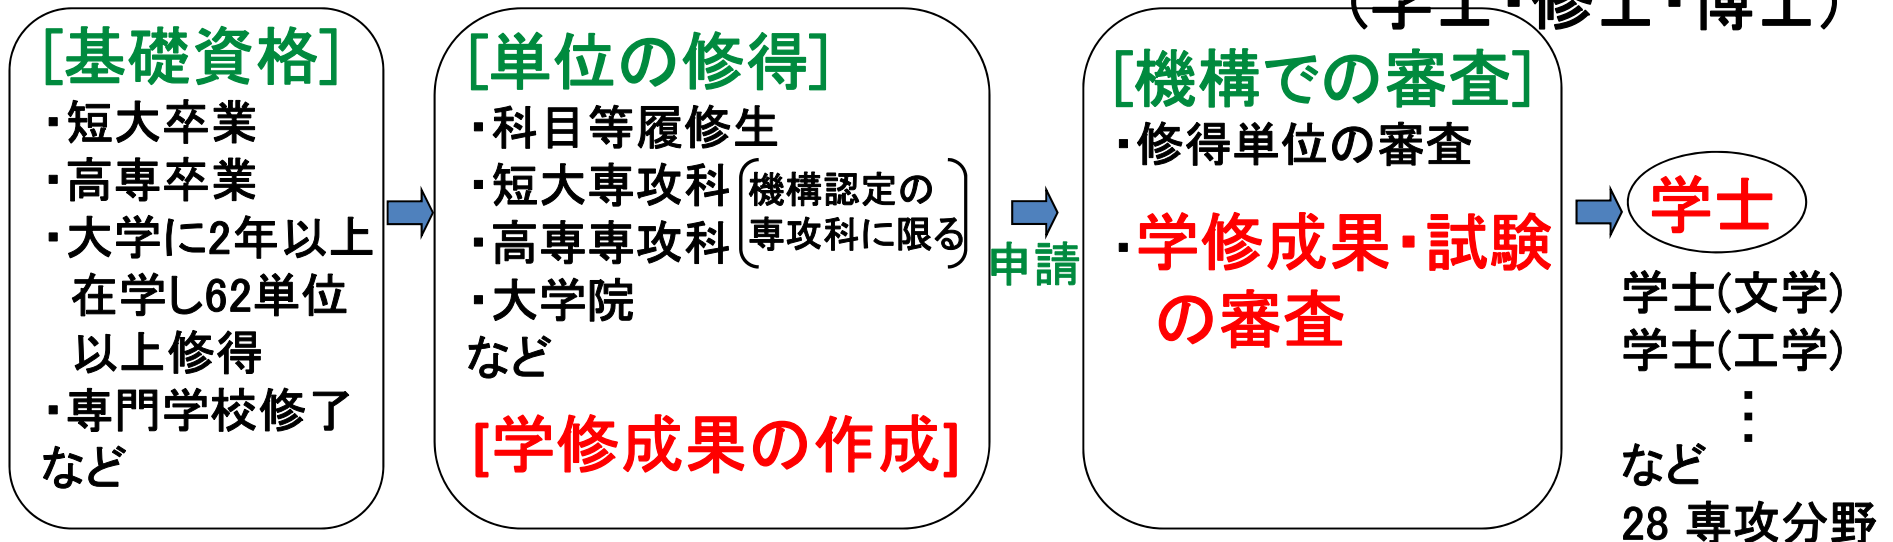 (学士・修士・博士)
[基礎資格]
・短大卒業
・高専卒業
・大学に2年以上
在学し62単位
以上修得
・専門学校修了
など
[単位の修得]
・科目等履修生
・短大専攻科
・高専専攻科
機構認定の
専攻科に限る
・大学院
など
[学修成果の作成]
申請
[機構での審査]
・修得単位の審査
・学修成果・試験
の審査
学士
学士(文学)
学士(工学)
⋮
など
28 専攻分野